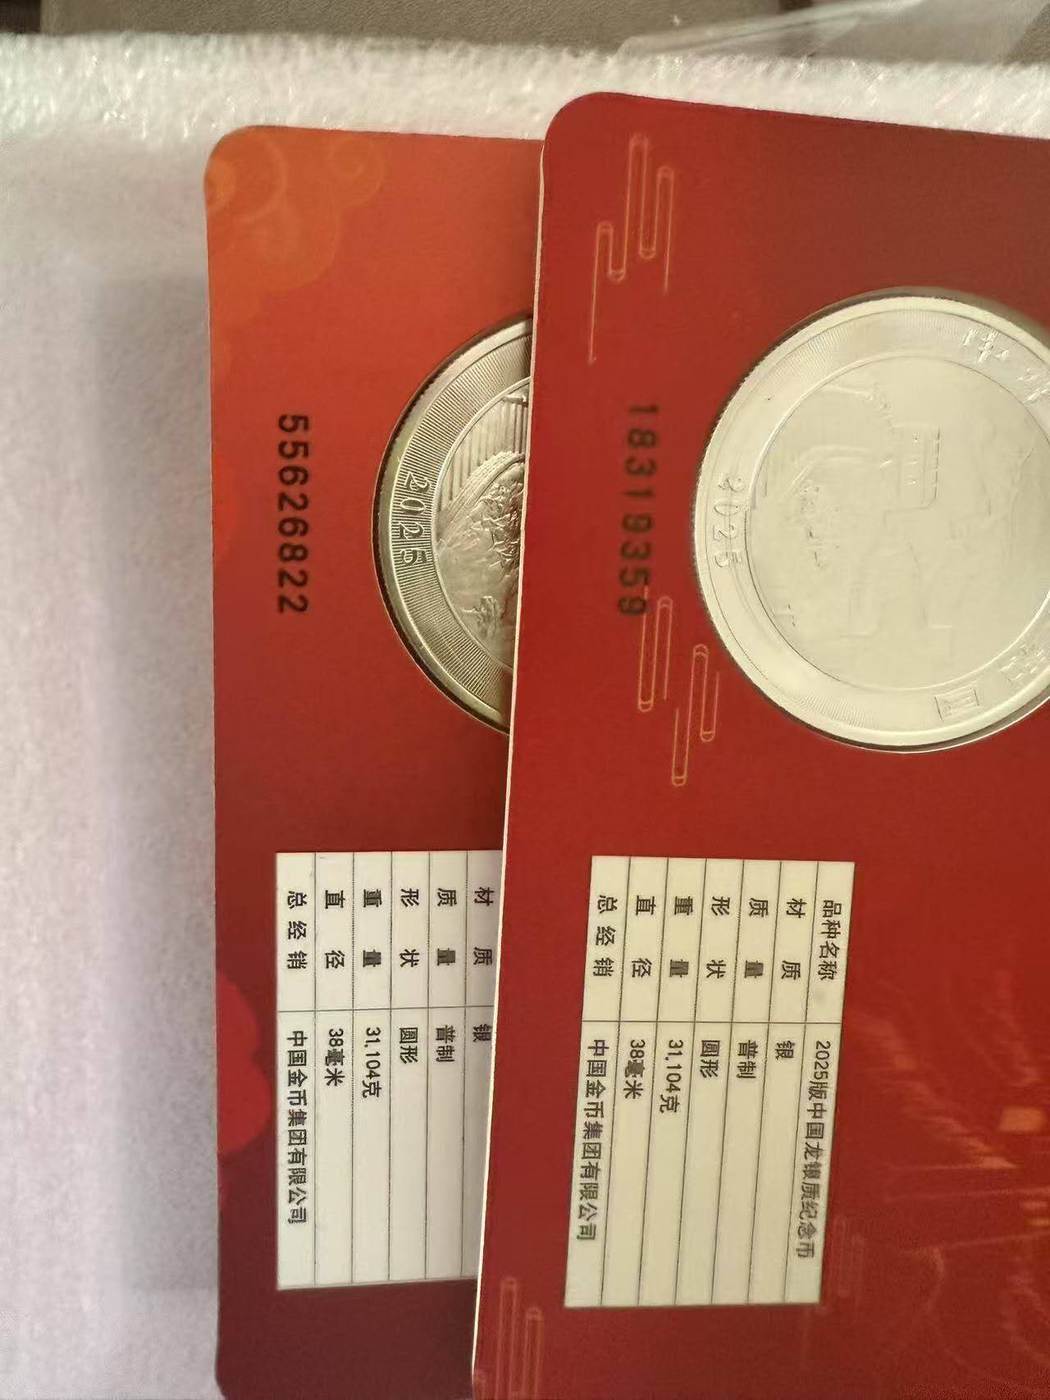 2025
18319359
品种名称 2025版中国龙银质纪念币
材 质 银
质 量 普制
形 状 圆形
重 量 31.104克
直 径 38毫米
总 经 销 中国金币集团有限公司
2025
55626822
材 质 银
质 量 普制
形 状 圆形
重 量 31.104克
直 径 38毫米
总 经 销 中国金币集团有限公司